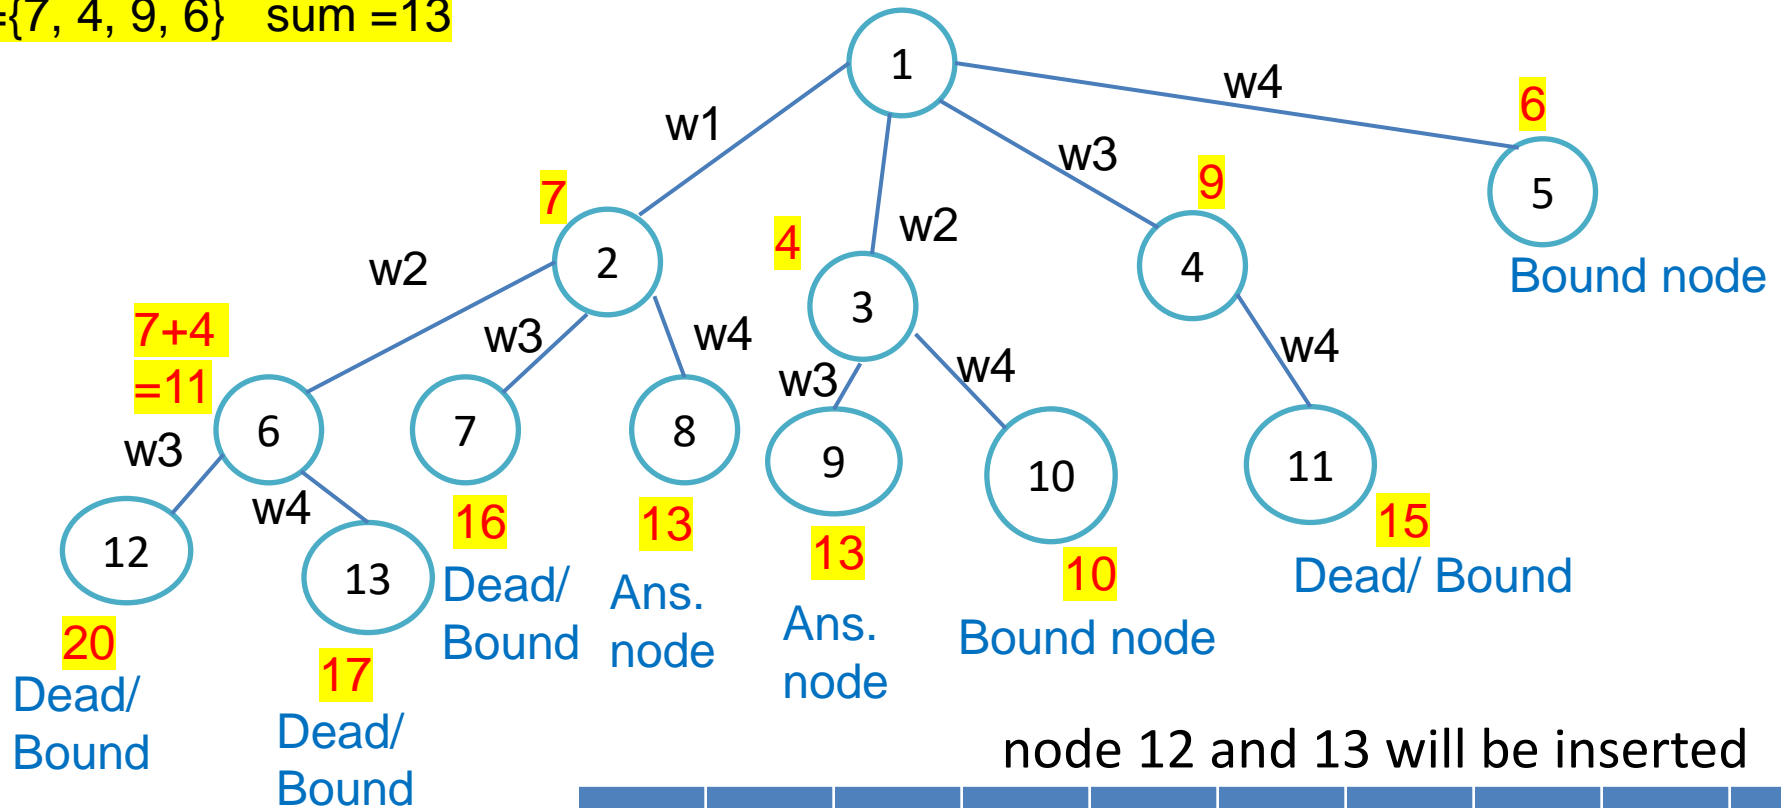 ={7, 4, 9, 6} sum =13
1
w1
w2
w3
w4
7
2
4
3
9
4
6
5
Bound node
w2
w3
w4
w3
w4
w4
7+4
=11
6
7
8
9
10
11
w3
w4
16
Dead/
Bound
13
Ans.
node
13
Ans.
node
10
Bound node
15
Dead/ Bound
12
13
20
Dead/
Bound
17
Dead/
Bound
node 12 and 13 will be inserted